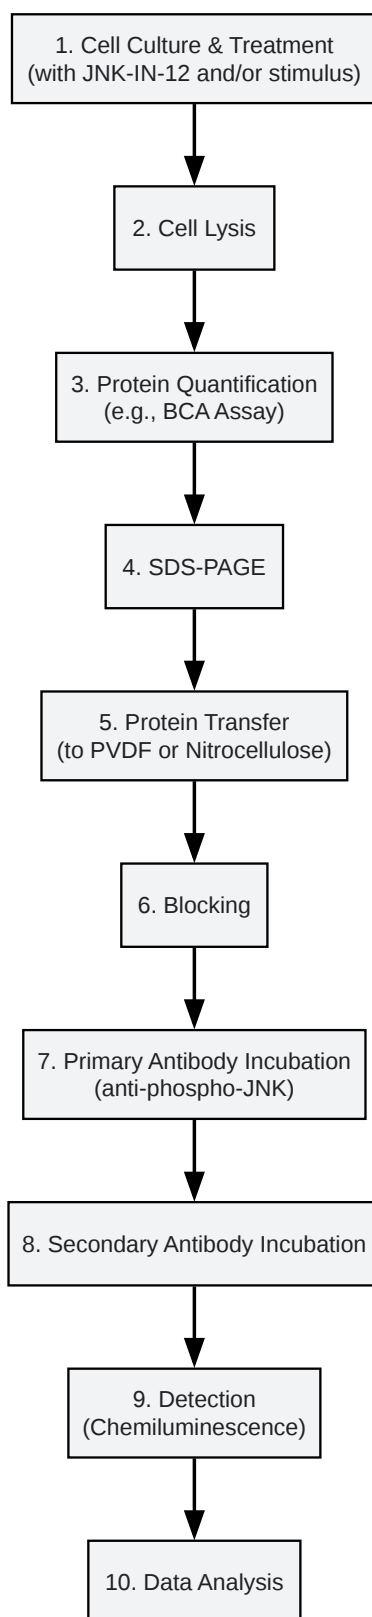 1. Cell Culture & Treatment
(with JNK-IN-12 and/or stimulus)
2. Cell Lysis
3. Protein Quantification
(e.g., BCA Assay)
4. SDS-PAGE
5. Protein Transfer
(to PVDF or Nitrocellulose)
6. Blocking
7. Primary Antibody Incubation
(anti-phospho-JNK)
8. Secondary Antibody Incubation
9. Detection
(Chemiluminescence)
10. Data Analysis